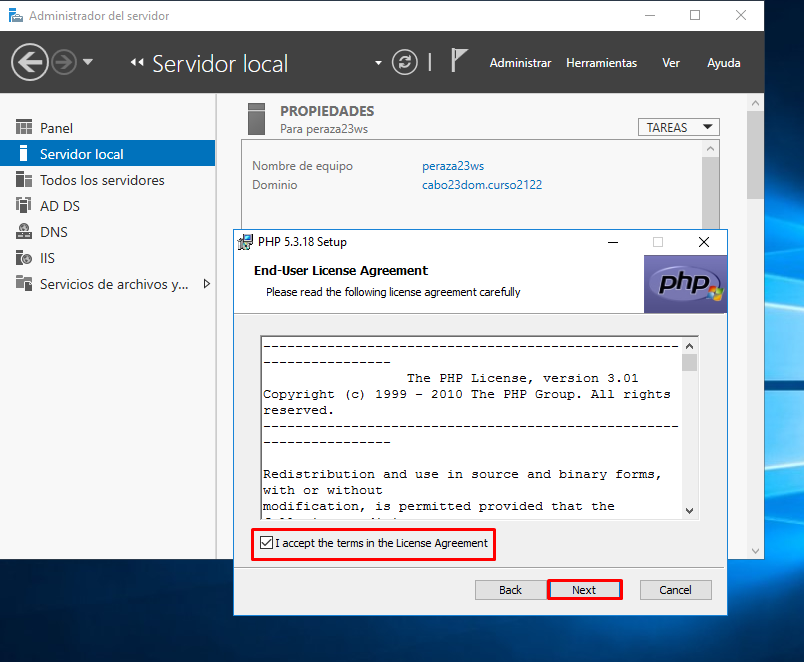 Administrador del servidor
Servidor local
Administrar Herramientas Ver Ayuda
Panel
Servidor local
Todos los servidores
AD DS
DNS
IIS
Servicios de archivos y...
PROPIEDADES
Para peraza23ws
TAREAS
Nombre de equipo peraza23ws
Dominio cabo23dom.curso2122
PHP 5.3.18 Setup
End-User License Agreement
Please read the following license agreement carefully
php
--------------------------------------------------------
----------------
The PHP License, version 3.01
Copyright (c) 1999 - 2010 The PHP Group. All rights
reserved.
--------------------------------------------------------
----------------
Redistribution and use in source and binary forms,
with or without
modification, is permitted provided that the
I accept the terms in the License Agreement
Back Next Cancel